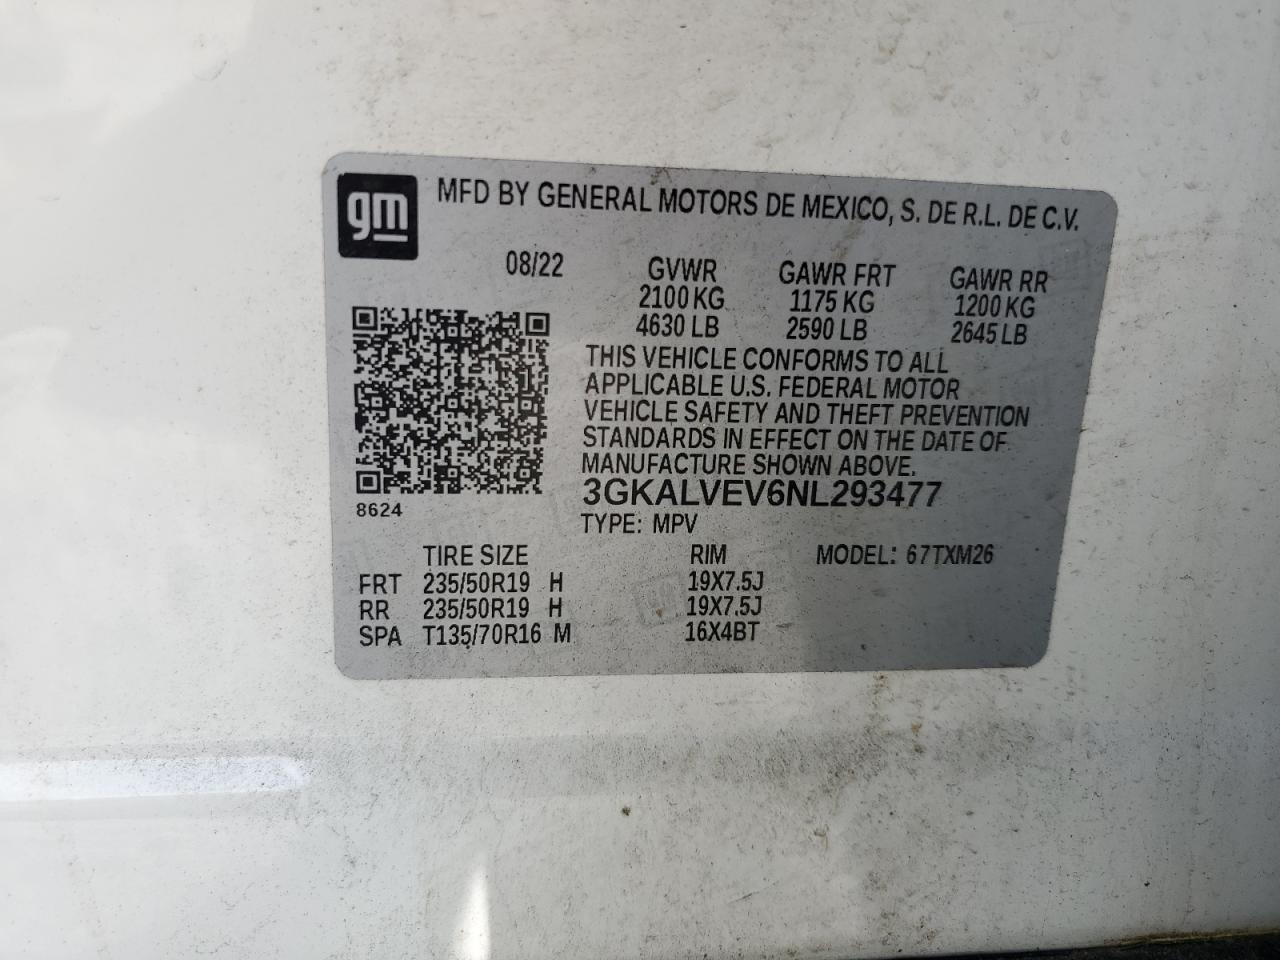 gm
MFD BY GENERAL MOTORS DE MEXICO, S. DE R.L. DE C.V.
08/22 GVWR GAWR FRT GAWR RR
2100 KG 1175 KG 1200 KG
4630 LB 2590 LB 2645 LB
THIS VEHICLE CONFORMS TO ALL
APPLICABLE U.S. FEDERAL MOTOR
VEHICLE SAFETY AND THEFT PREVENTION
STANDARDS IN EFFECT ON THE DATE OF
MANUFACTURE SHOWN ABOVE.
3GKALVEV6NL293477
8624
TYPE: MPV
TIRE SIZE RIM MODEL: 67TXM26
FRT 235/50R19 H 19X7.5J
RR 235/50R19 H 19X7.5J
SPA T135/70R16 M 16X4BT